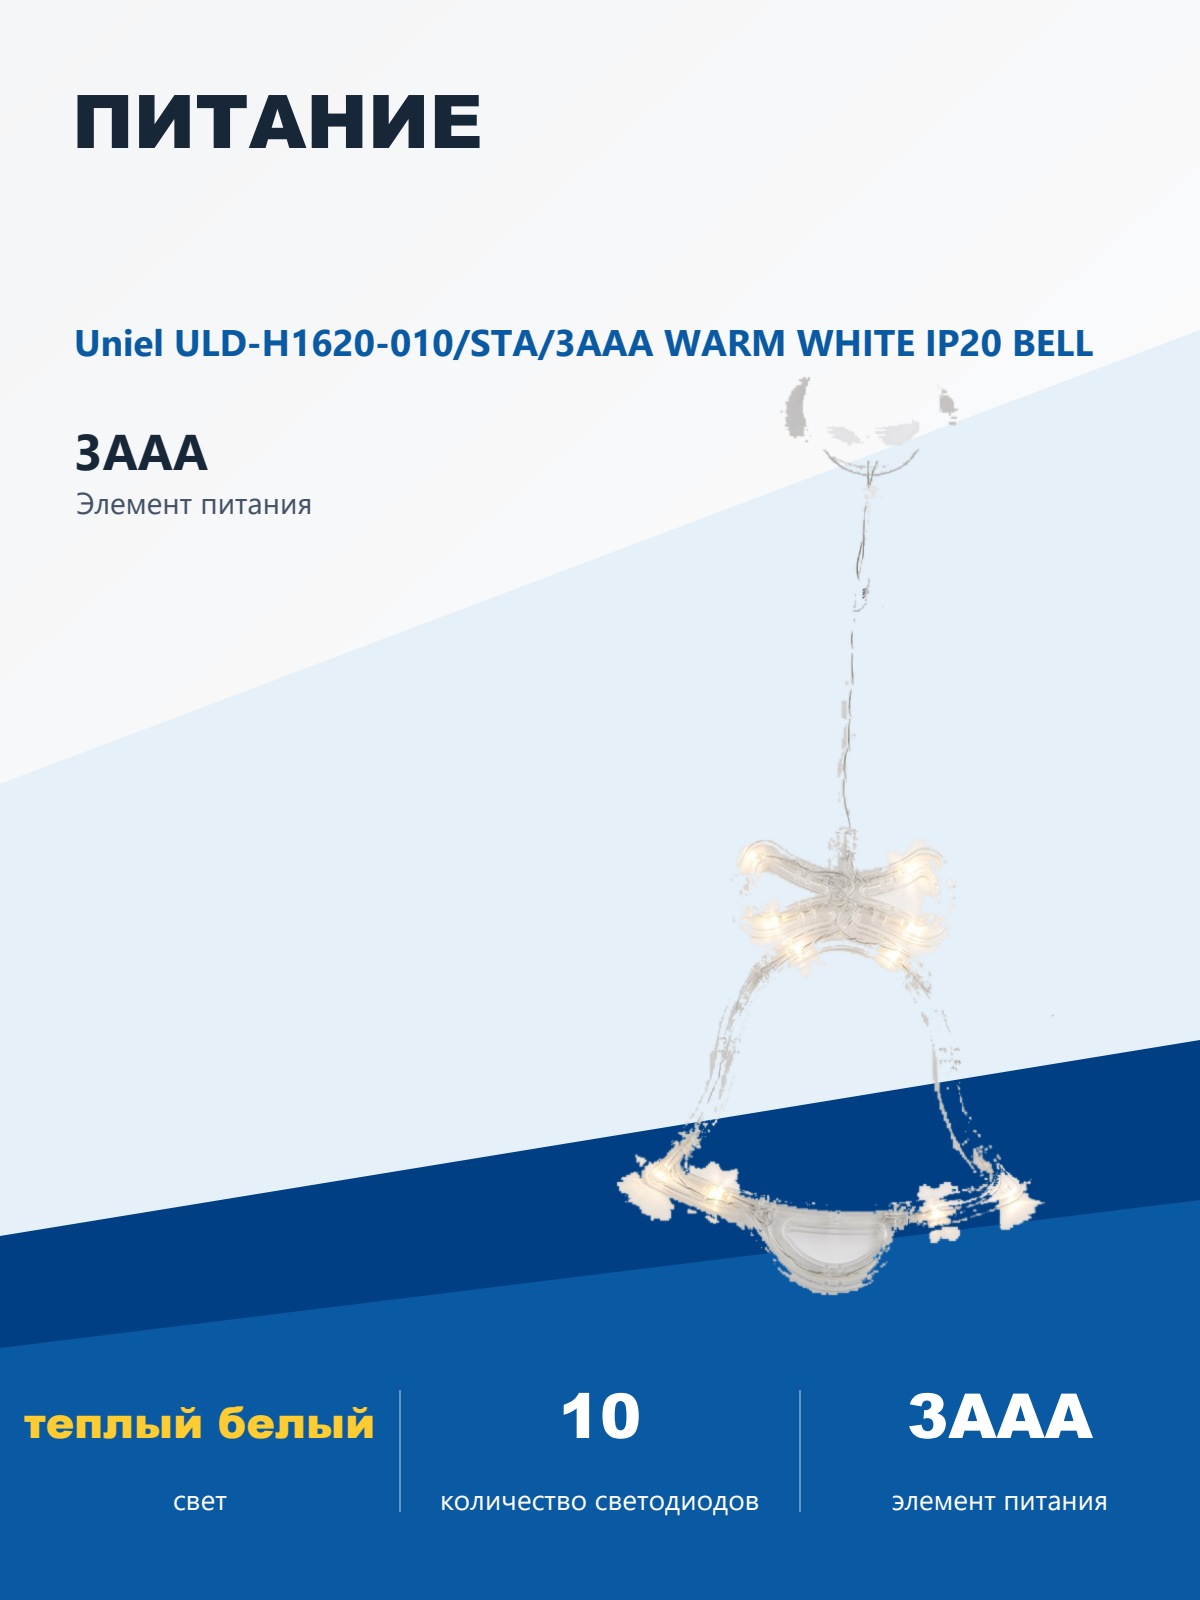 ПИТАНИЕ
Uniel ULD-H1620-010/STA/3AAA WARM WHITE IP20 BELL
3AAA
Элемент питания
теплый белый
10
3AAA
свет
количество светодиодов
элемент питания